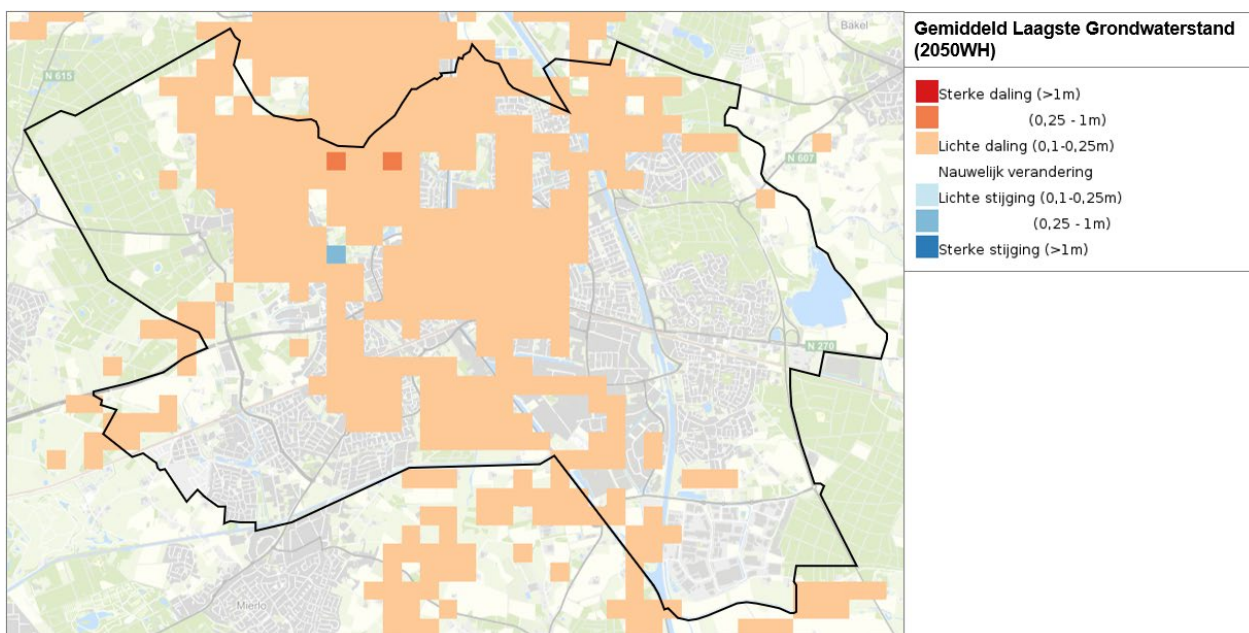 Bakel
N 615
N 607
N 270
Mierlo
Gemiddeld Laagste Grondwaterstand
(2050WH)
Sterke daling (>1m)
(0,25 - 1m)
Lichte daling (0,1-0,25m)
Nauwelijk verandering
Lichte stijging (0,1-0,25m)
(0,25 - 1m)
Sterke stijging (>1m)